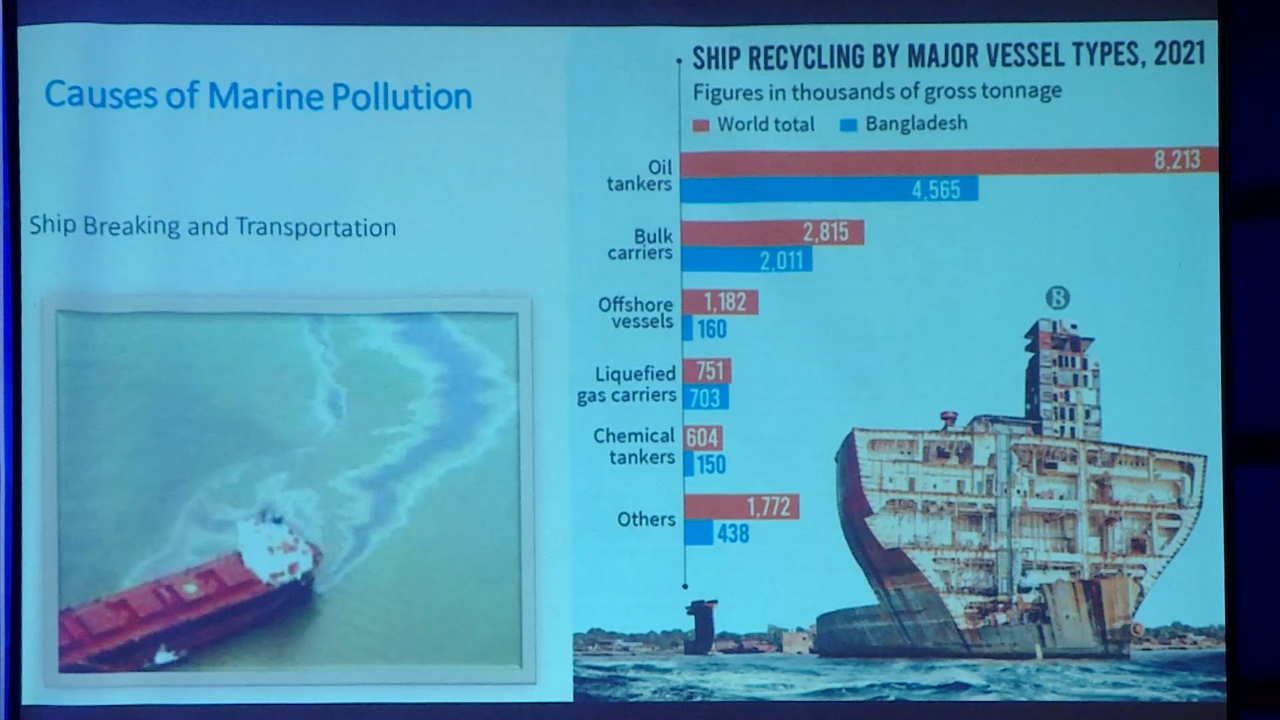 Causes of Marine Pollution
Ship Breaking and Transportation
SHIP RECYCLING BY MAJOR VESSEL TYPES, 2021
Figures in thousands of gross tonnage
World total Bangladesh
Oil
tankers
8,213
4,565
Bulk
carriers
2,815
2,011
Offshore
vessels
1,182
160
Liquefied
gas carriers
751
703
Chemical
tankers
604
150
Others
1,772
438
B